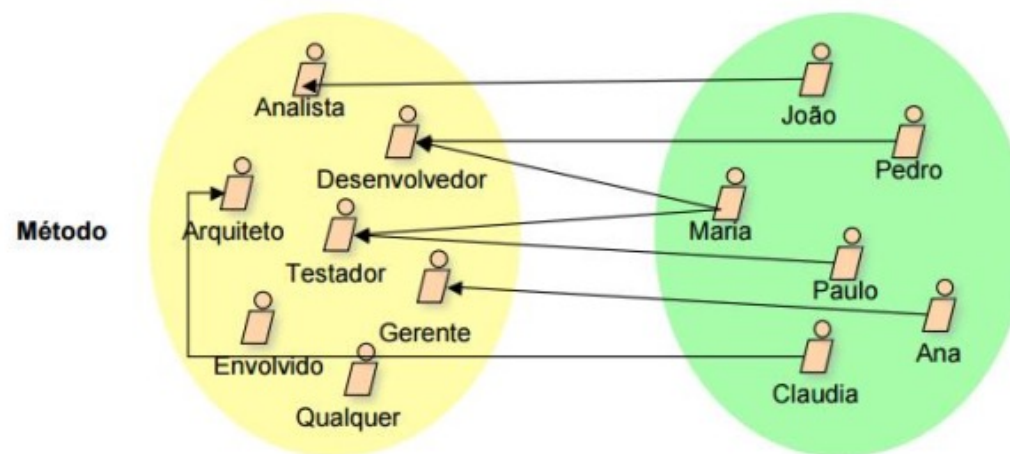 Método
Analista
Desenvolvedor
Arquiteto
Testador
Gerente
Envolvido
Qualquer
João
Pedro
Maria
Paulo
Ana
Claudia